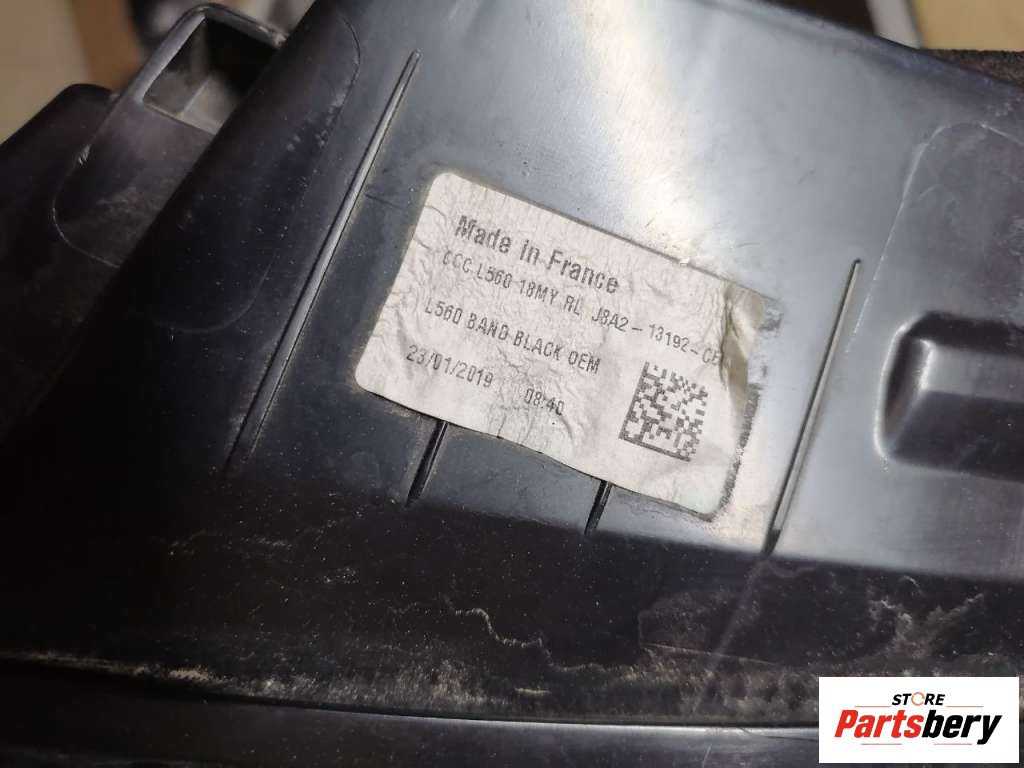 Made in France
CCC L560 18MY RL J8A2-13192-CE
L560 BAND BLACK OEM
23/01/2019 08:40
STORE
Partsbery